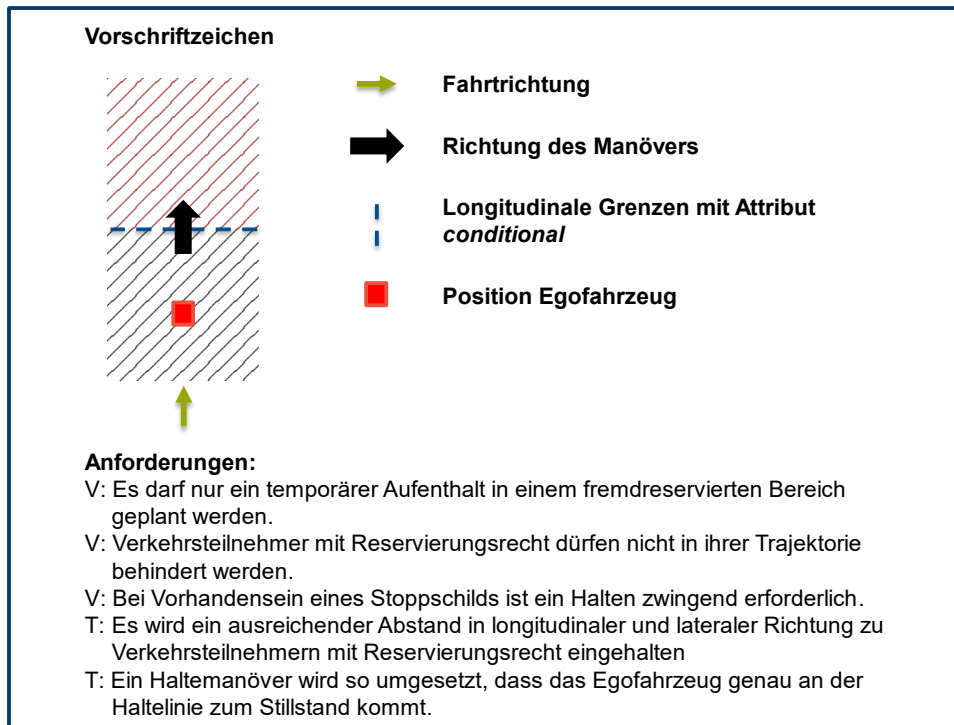 Vorschriftzeichen
Fahrtrichtung
Richtung des Manövers
Longitudinale Grenzen mit Attribut
conditional
Position Egofahrzeug
Anforderungen:
V: Es darf nur ein temporärer Aufenthalt in einem fremdreservierten Bereich
geplant werden.
V: Verkehrsteilnehmer mit Reservierungsrecht dürfen nicht in ihrer Trajektorie
behindert werden.
V: Bei Vorhandensein eines Stoppschilds ist ein Halten zwingend erforderlich.
T: Es wird ein ausreichender Abstand in longitudinaler und lateraler Richtung zu
Verkehrsteilnehmern mit Reservierungsrecht eingehalten
T: Ein Haltemanöver wird so umgesetzt, dass das Egofahrzeug genau an der
Haltelinie zum Stillstand kommt.